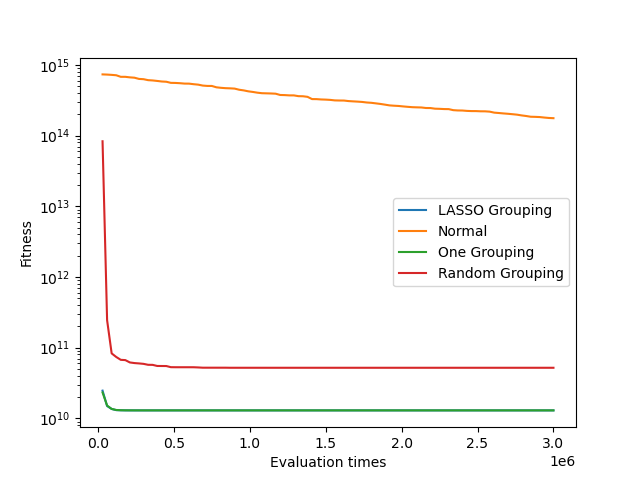 10^15
10^14
10^13
10^12
10^11
10^10
Fitness
LASSO Grouping
Normal
One Grouping
Random Grouping
0.0 0.5 1.0 1.5 2.0 2.5 3.0
1e6
Evaluation times